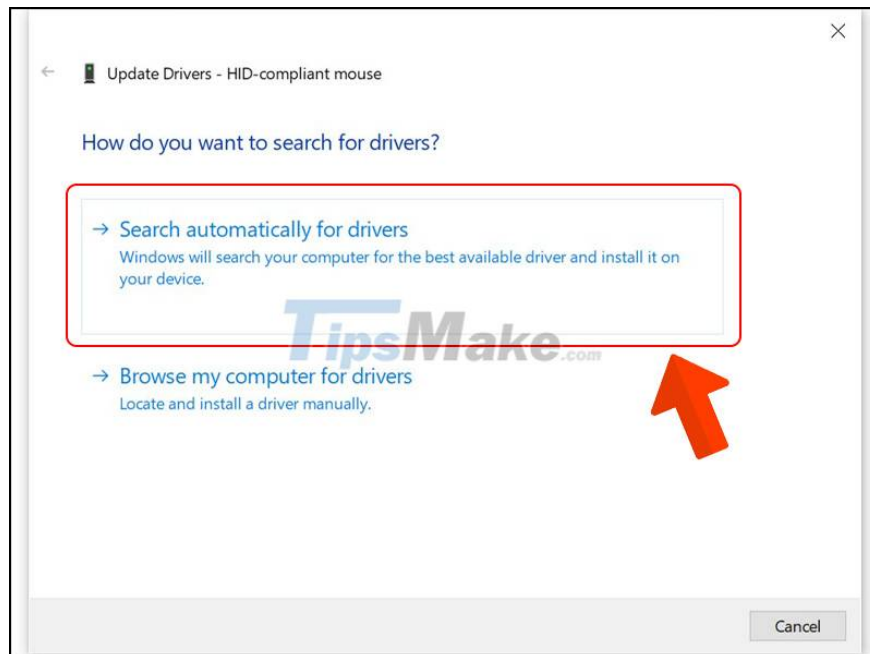 Update Drivers - HID-compliant mouse
How do you want to search for drivers?
Search automatically for drivers
Windows will search your computer for the best available driver and install it on
your device.
TipsMake.com
Browse my computer for drivers
Locate and install a driver manually.
Cancel